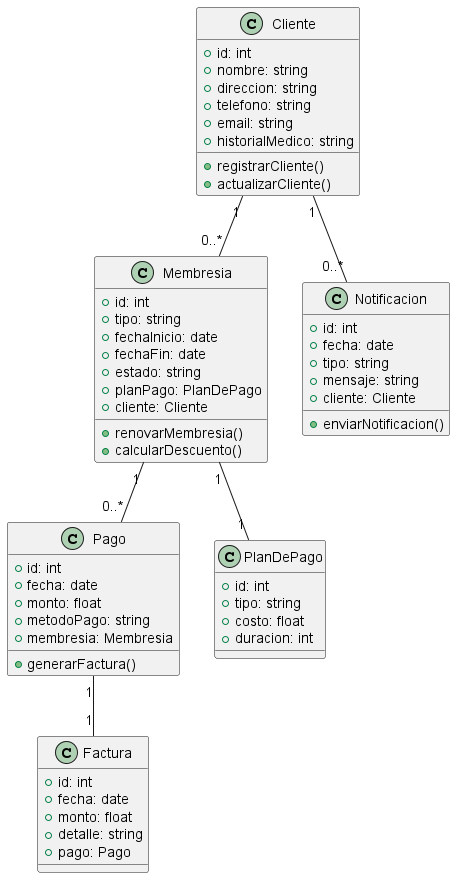 C Cliente
id: int
nombre: string
direccion: string
telefono: string
email: string
historialMedico: string
registrarCliente()
actualizarCliente()
1
1
0..*
0..*
C Membresia
id: int
tipo: string
fechaInicio: date
fechaFin: date
estado: string
planPago: PlanDePago
cliente: Cliente
renovarMembresia()
calcularDescuento()
C Notificacion
id: int
fecha: date
tipo: string
mensaje: string
cliente: Cliente
enviarNotificacion()
1
1
0..*
1
C Pago
id: int
fecha: date
monto: float
metodoPago: string
membresia: Membresia
generarFactura()
C PlanDePago
id: int
tipo: string
costo: float
duracion: int
1
1
C Factura
id: int
fecha: date
monto: float
detalle: string
pago: Pago